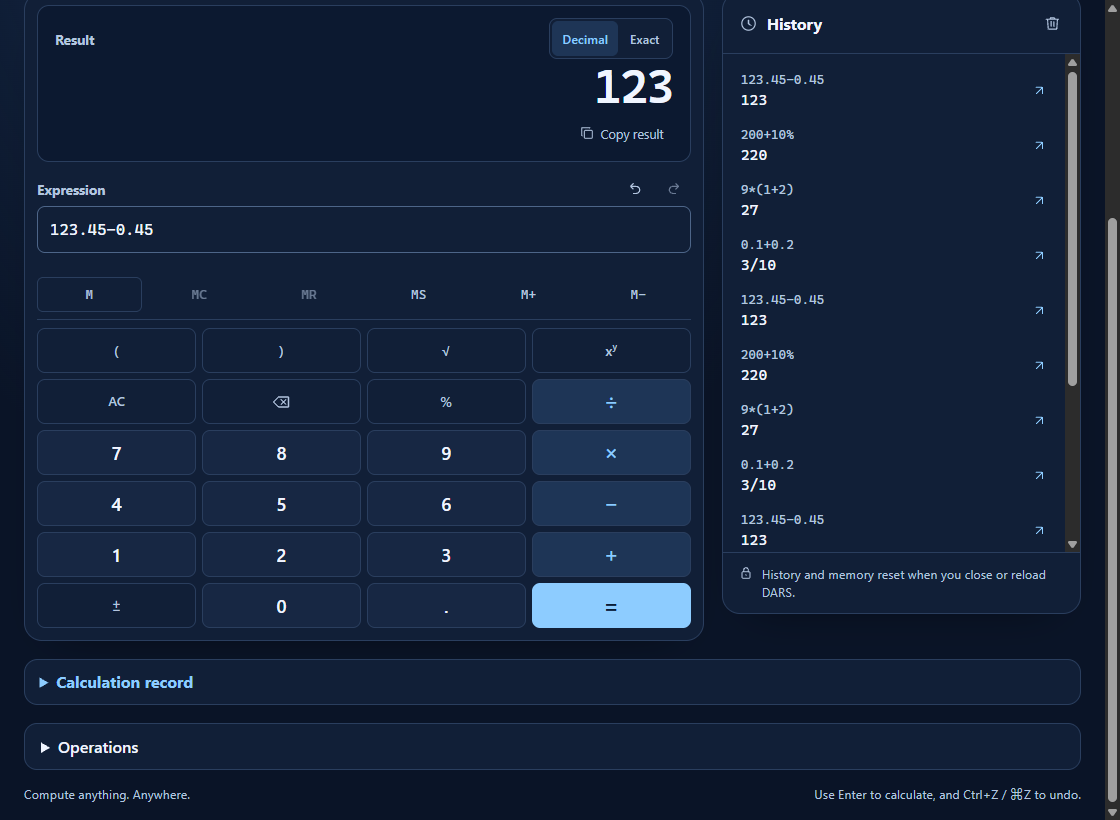 Result
Decimal Exact
123
Copy result
Expression
123.45−0.45
M MC MR MS M+ M−
( ) √ xʸ
AC % ÷
7 8 9 ×
4 5 6 −
1 2 3 +
± 0 . =
History
123.45−0.45
123
200+10%
220
9*(1+2)
27
0.1+0.2
3/10
123.45−0.45
123
200+10%
220
9*(1+2)
27
0.1+0.2
3/10
123.45−0.45
123
History and memory reset when you close or reload
DARS.
Calculation record
Operations
Compute anything. Anywhere.
Use Enter to calculate, and Ctrl+Z / ⌘Z to undo.